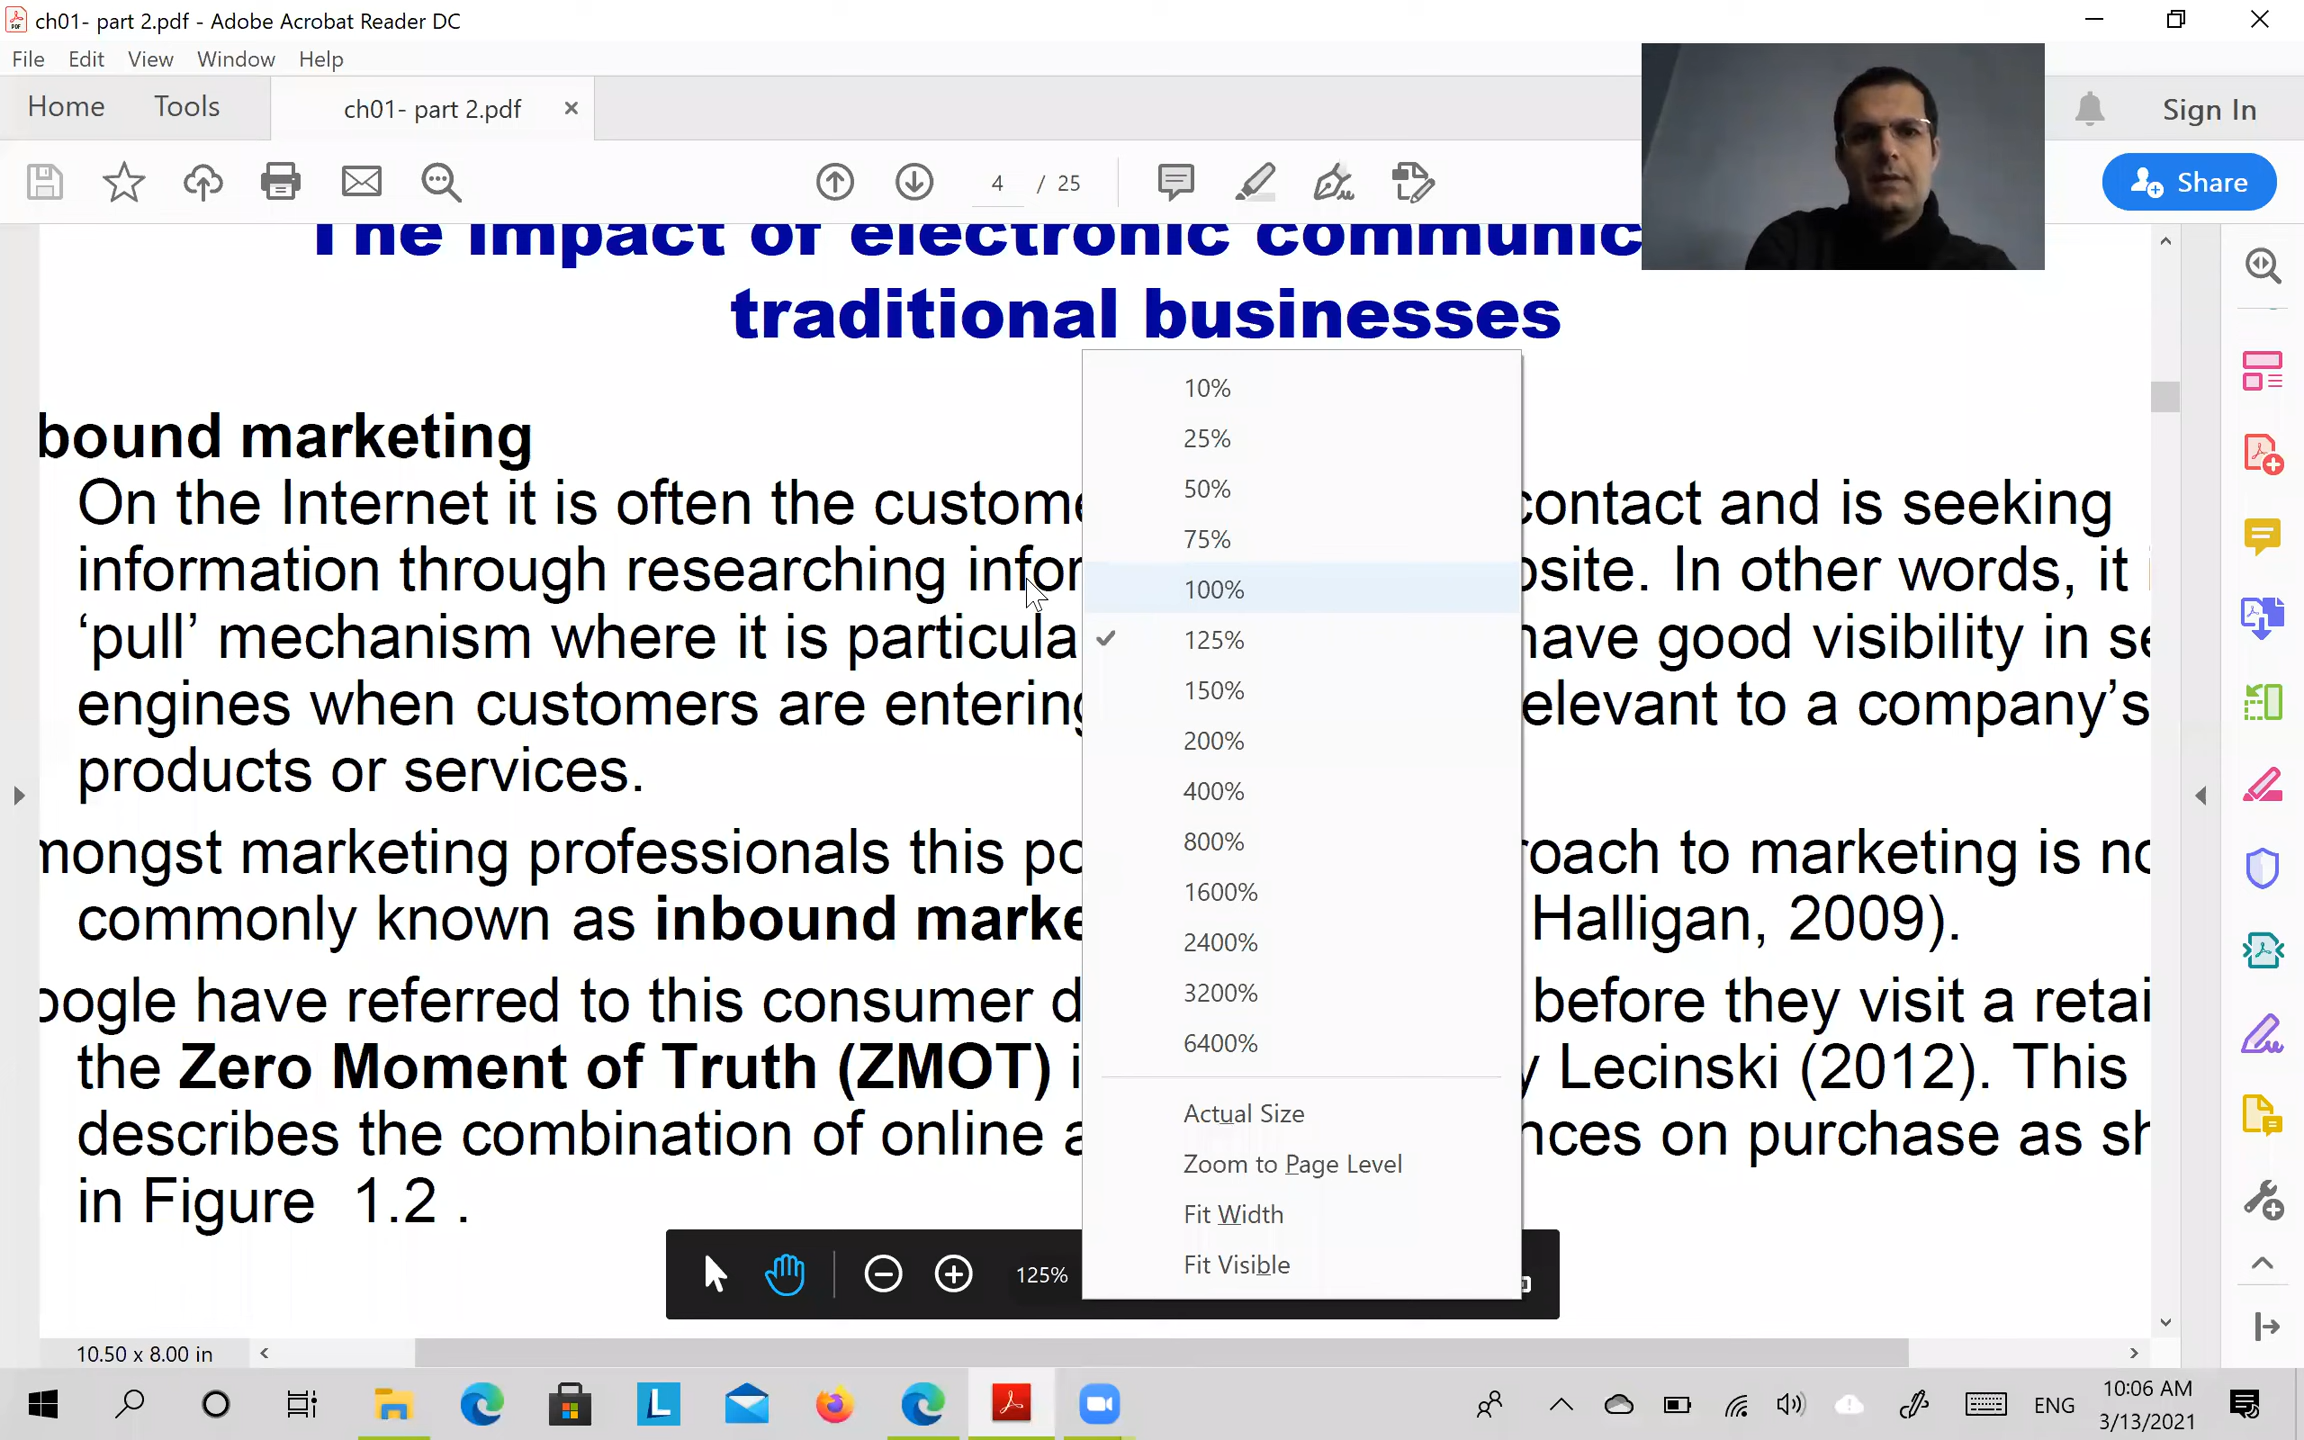 ch01- part 2.pdf - Adobe Acrobat Reader DC
File Edit View Window Help
Home Tools ch01- part 2.pdf Sign In
4 / 25 Share
The impact of electronic communic
traditional businesses
bound marketing
On the Internet it is often the custome contact and is seeking
information through researching infor bsite. In other words, it i
‘pull’ mechanism where it is particula have good visibility in se
engines when customers are entering elevant to a company’s
products or services.
mongst marketing professionals this po roach to marketing is no
commonly known as inbound marke Halligan, 2009).
oogle have referred to this consumer d before they visit a retai
the Zero Moment of Truth (ZMOT) i y Lecinski (2012). This
describes the combination of online a nces on purchase as sh
in Figure 1.2 .
10%
25%
50%
75%
100%
125%
150%
200%
400%
800%
1600%
2400%
3200%
6400%
Actual Size
Zoom to Page Level
Fit Width
Fit Visible
125%
10.50 x 8.00 in
ENG
10:06 AM
3/13/2021